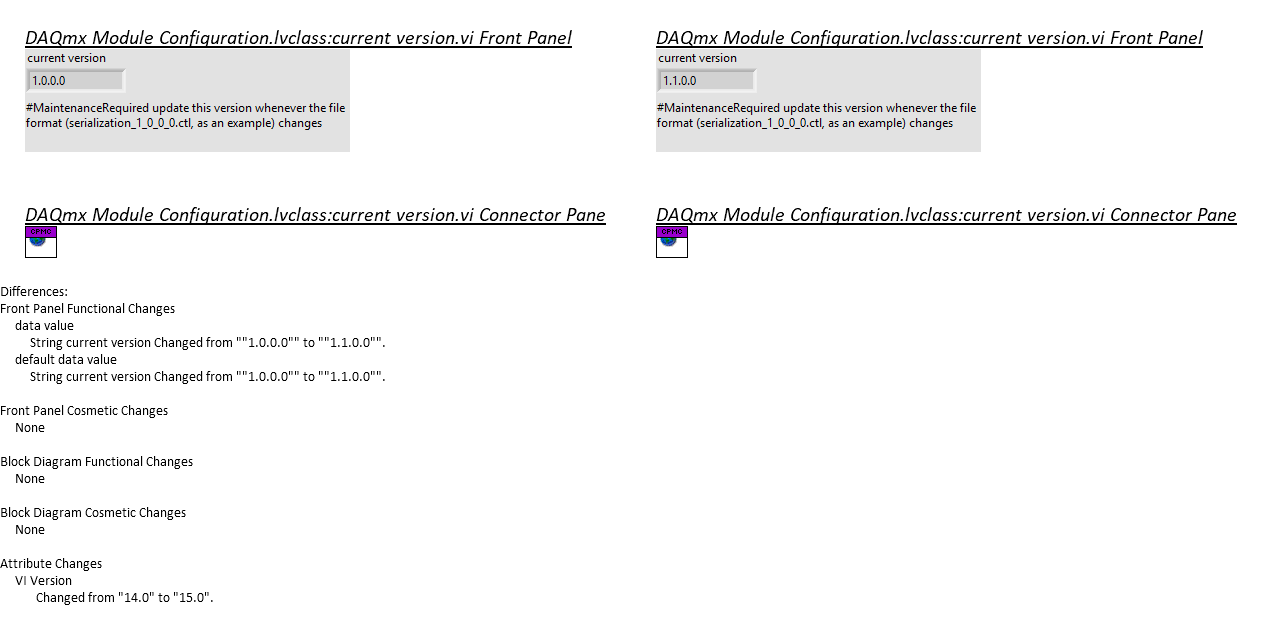 DAQmx Module Configuration.lvclass:current version.vi Front Panel
current version
1.0.0.0
#MaintenanceRequired update this version whenever the file
format (serialization_1_0_0_0.ctl, as an example) changes
DAQmx Module Configuration.lvclass:current version.vi Front Panel
current version
1.1.0.0
#MaintenanceRequired update this version whenever the file
format (serialization_1_0_0_0.ctl, as an example) changes
DAQmx Module Configuration.lvclass:current version.vi Connector Pane
CPMC
DAQmx Module Configuration.lvclass:current version.vi Connector Pane
CPMC
Differences:
Front Panel Functional Changes
data value
String current version Changed from ""1.0.0.0"" to ""1.1.0.0"".
default data value
String current version Changed from ""1.0.0.0"" to ""1.1.0.0"".
Front Panel Cosmetic Changes
None
Block Diagram Functional Changes
None
Block Diagram Cosmetic Changes
None
Attribute Changes
VI Version
Changed from "14.0" to "15.0".